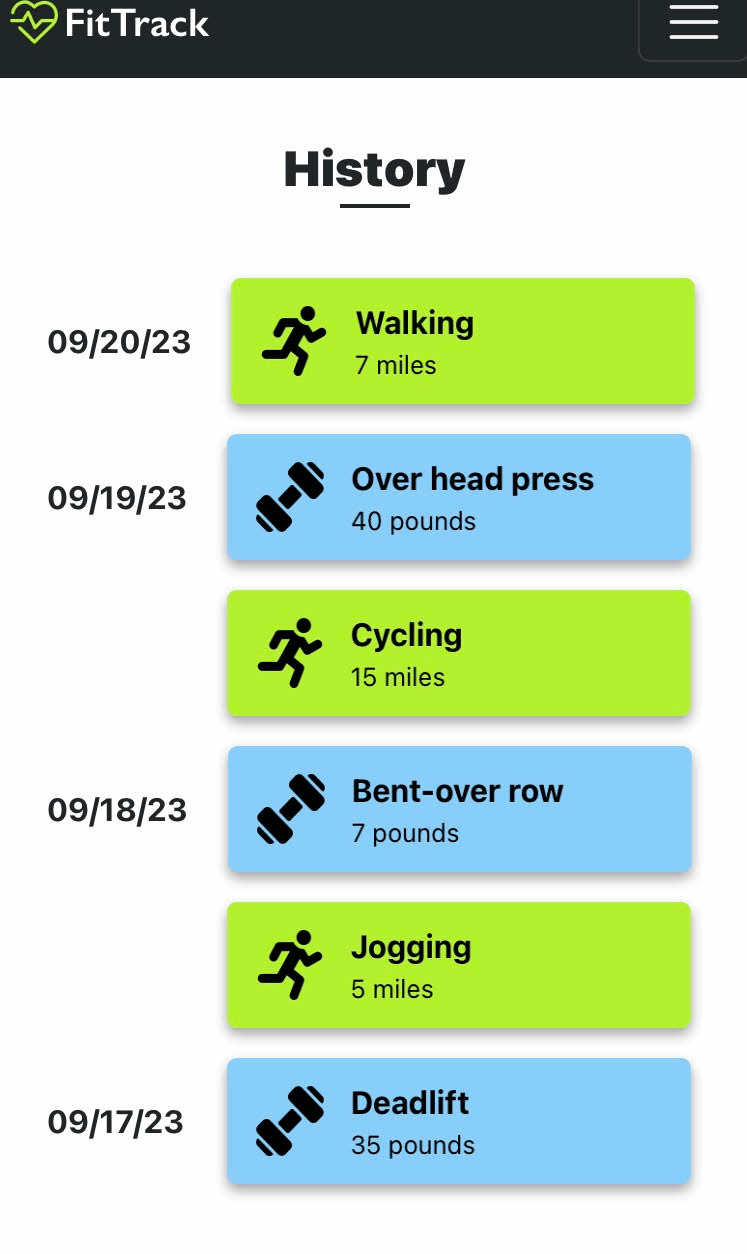 FitTrack
History
09/20/23
Walking
7 miles
09/19/23
Over head press
40 pounds
Cycling
15 miles
09/18/23
Bent-over row
7 pounds
Jogging
5 miles
09/17/23
Deadlift
35 pounds